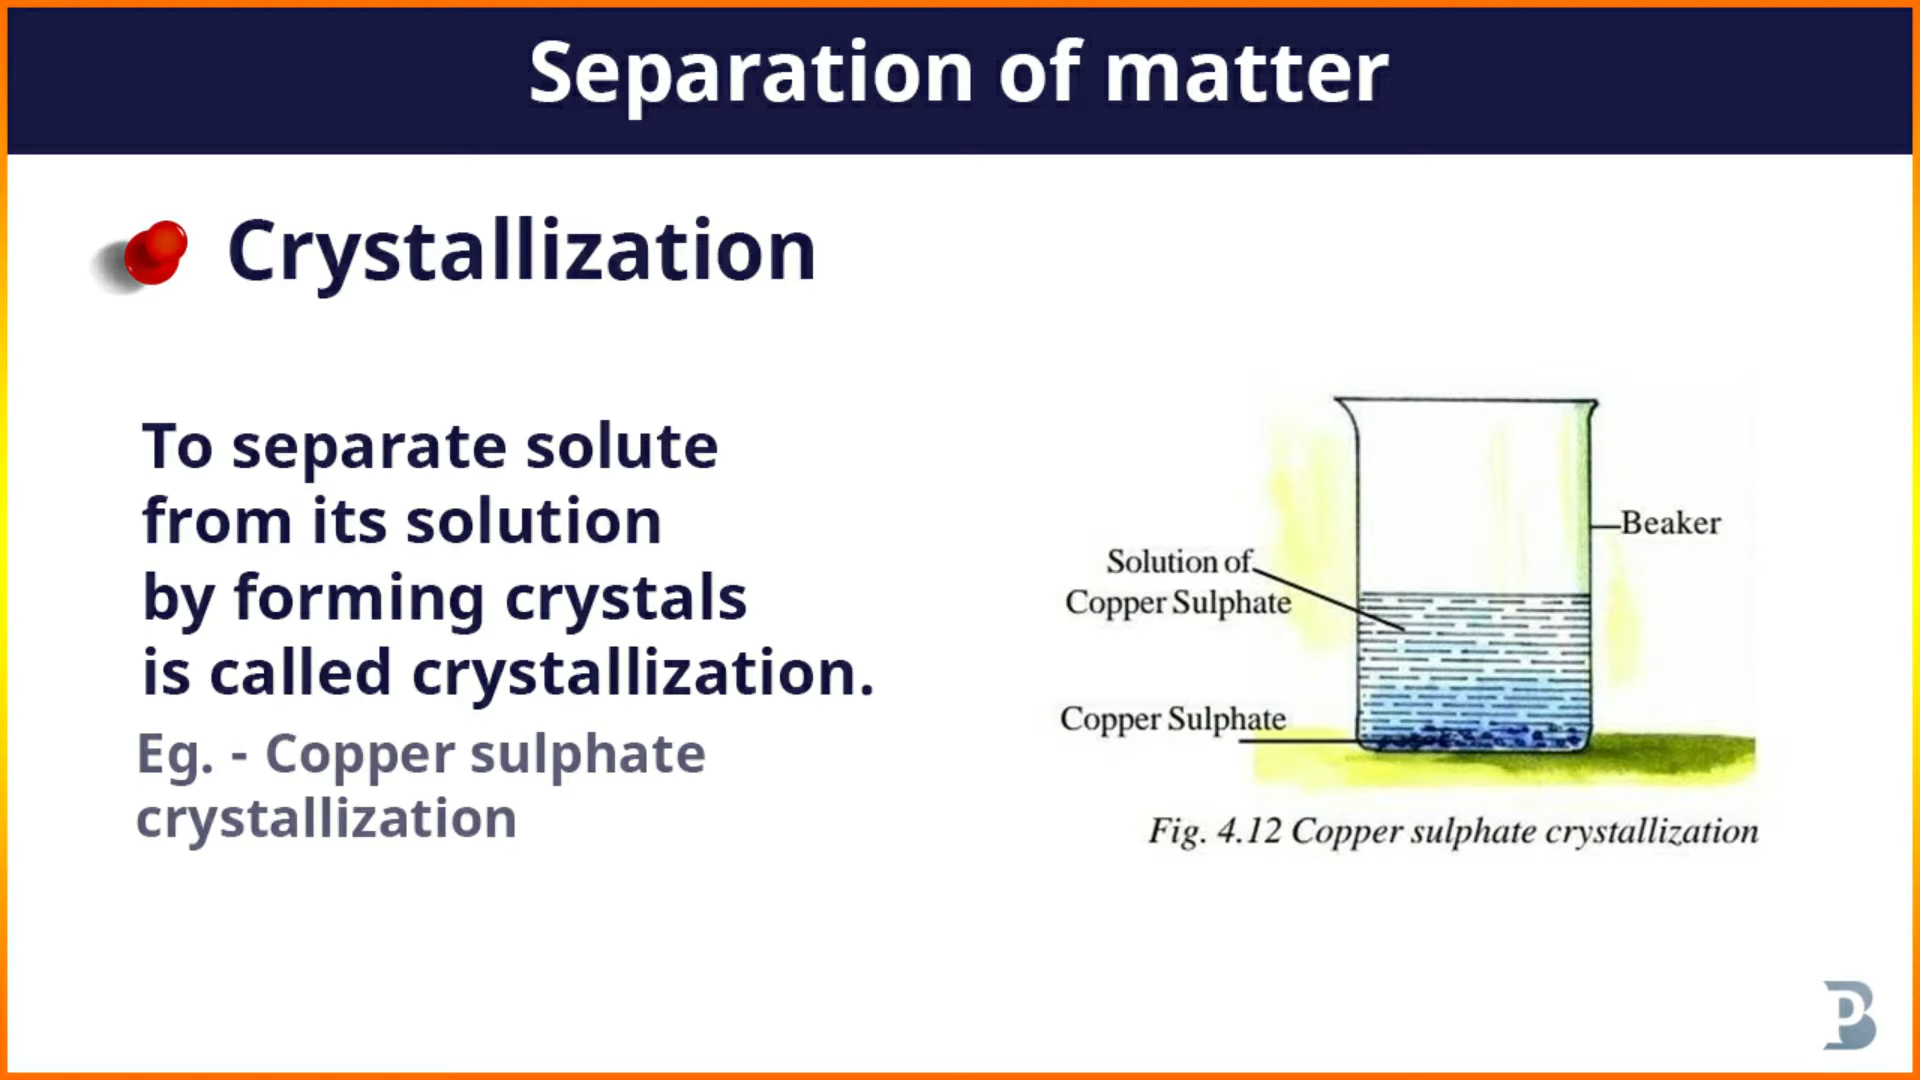 Separation of matter
Crystallization
To separate solute
from its solution
by forming crystals
is called crystallization.
Eg. - Copper sulphate
crystallization
Beaker
Solution of
Copper Sulphate
Copper Sulphate
Fig. 4.12 Copper sulphate crystallization
PB